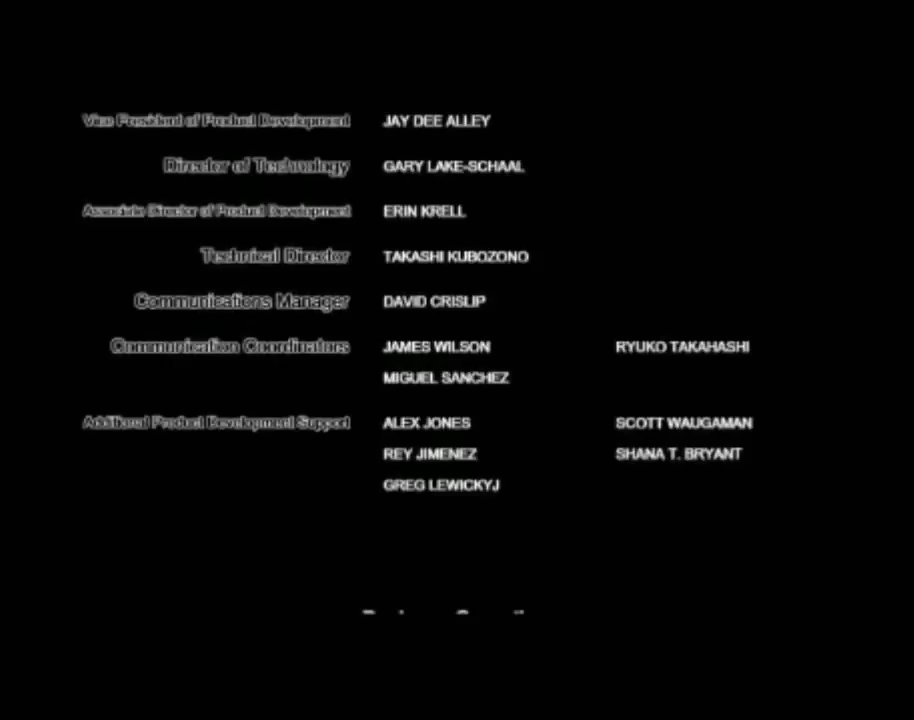 Vice President of Product Development JAY DEE ALLEY
Director of Technology GARY LAKE-SCHAAL
Associate Director of Product Development ERIN KRELL
Technical Director TAKASHI KUBOZONO
Communications Manager DAVID CRISLIP
Communication Coordinators JAMES WILSON RYUKO TAKAHASHI
MIGUEL SANCHEZ
Additional Product Development Support ALEX JONES SCOTT WAUGAMAN
REY JIMENEZ SHANA T. BRYANT
GREG LEWICKYJ